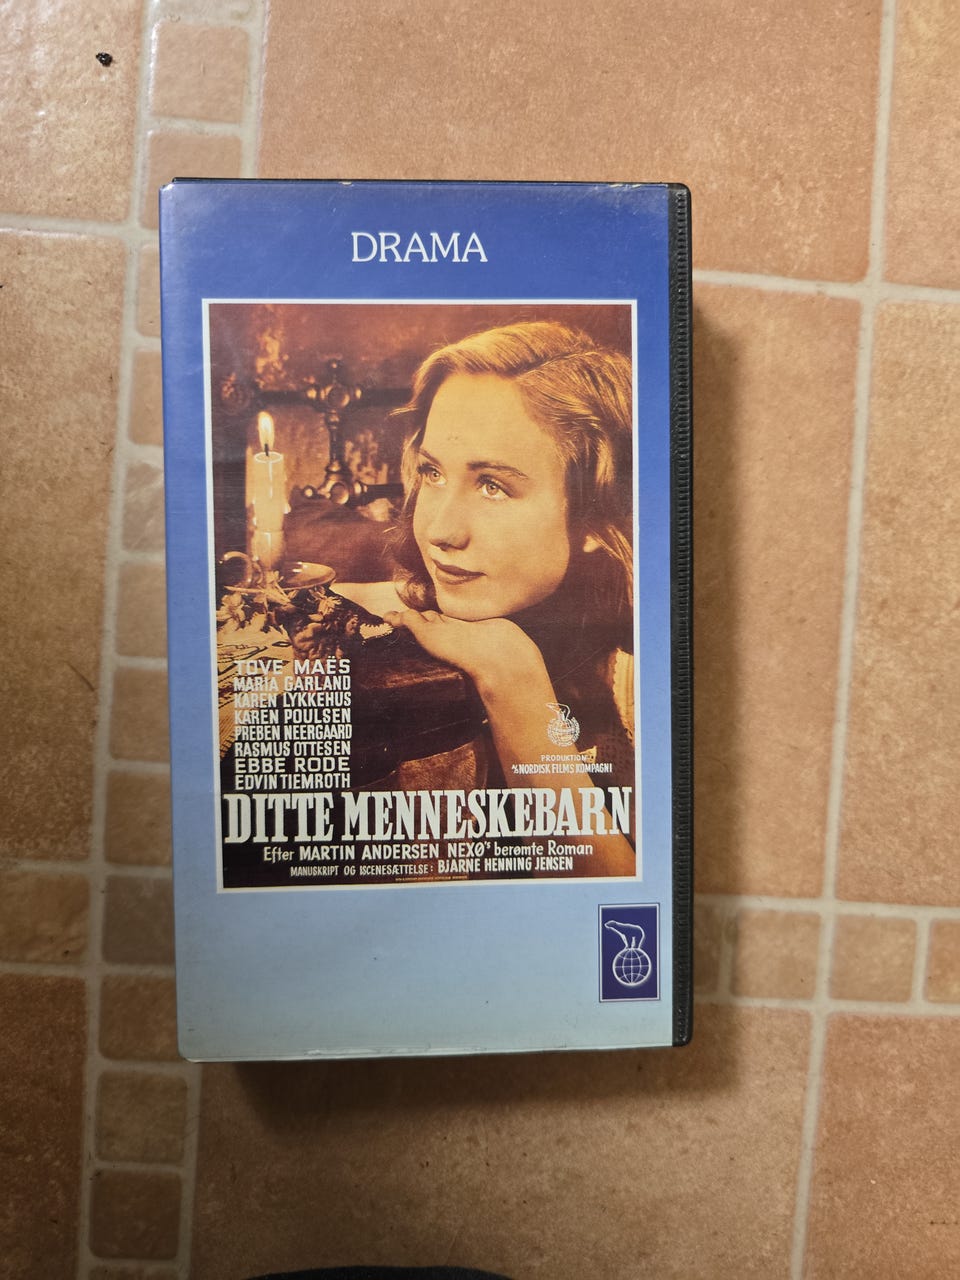 DRAMA
TOVE MAËS
MARIA GARLAND
KAREN LYKKEHUS
KAREN POULSEN
PREBEN NEERGAARD
RASMUS OTTESEN
EBBE RODE
EDVIN TIEMROTH
PRODUKTION:
A/S NORDISK FILMS KOMPAGNI
DITTE MENNESKEBARN
Efter MARTIN ANDERSEN NEXØ's berømte Roman
MANUSKRIPT OG ISCENESÆTTELSE: BJARNE HENNING JENSEN